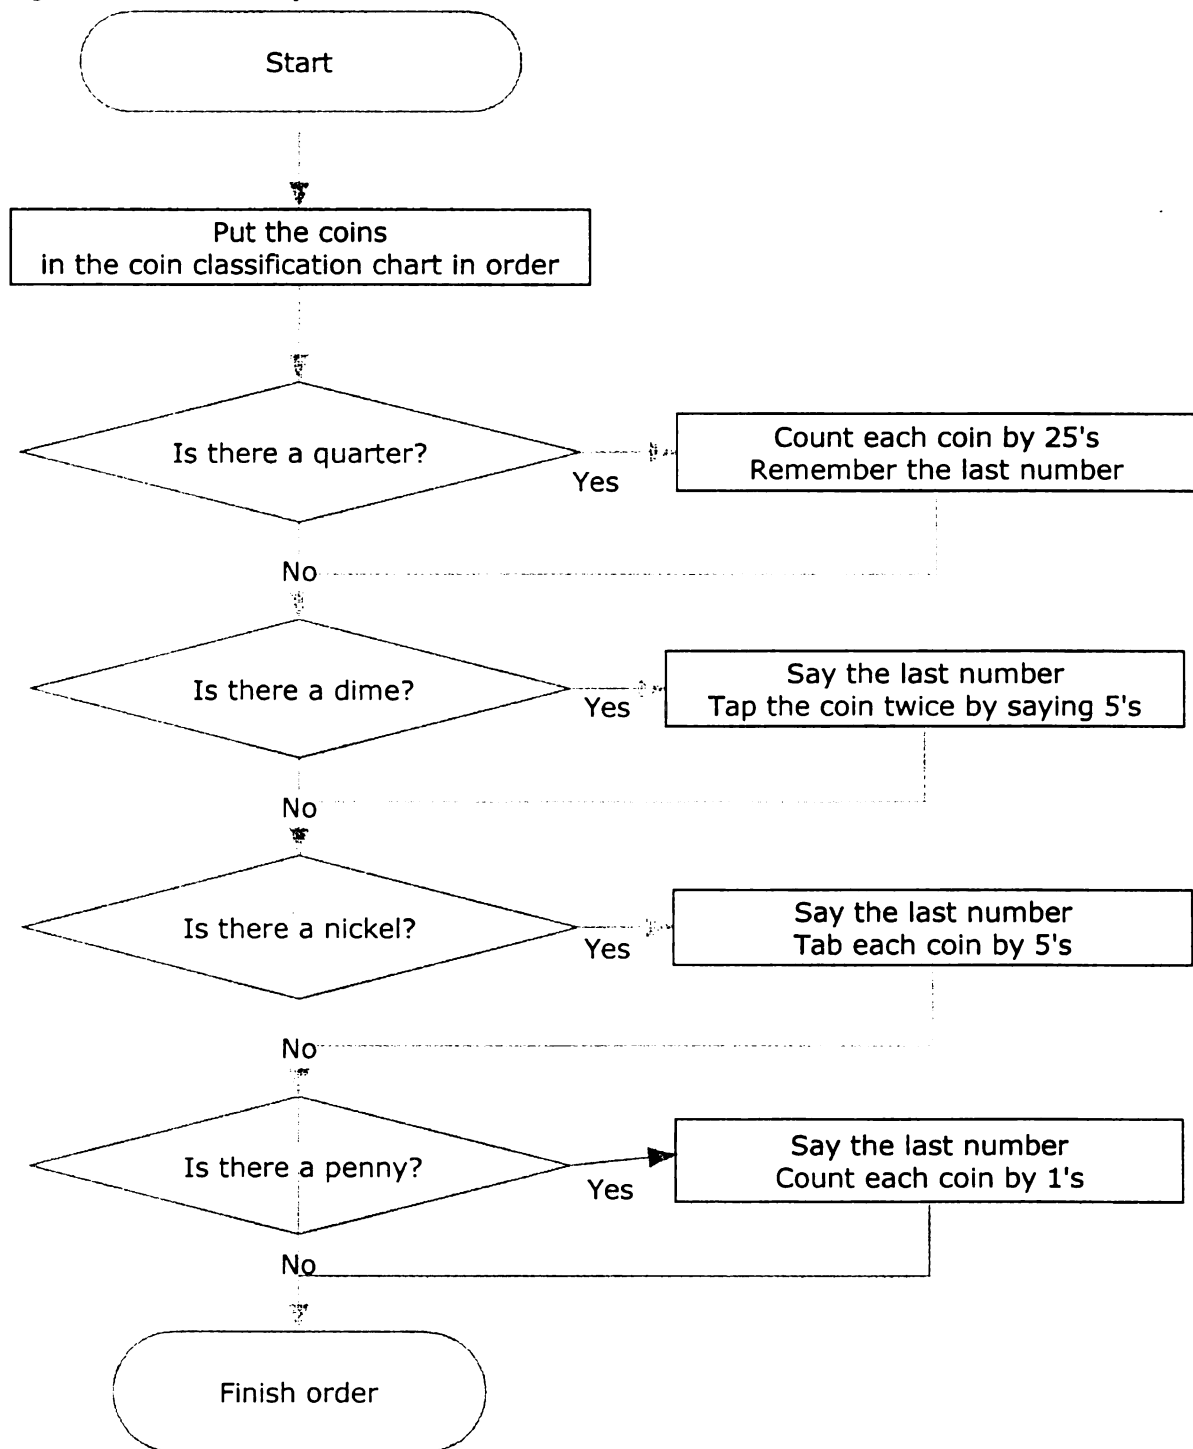 Start
Put the coins
in the coin classification chart in order
Is there a quarter?
Yes
Count each coin by 25's
Remember the last number
No
Is there a dime?
Yes
Say the last number
Tap the coin twice by saying 5's
No
Is there a nickel?
Yes
Say the last number
Tab each coin by 5's
No
Is there a penny?
Yes
Say the last number
Count each coin by 1's
No
Finish order